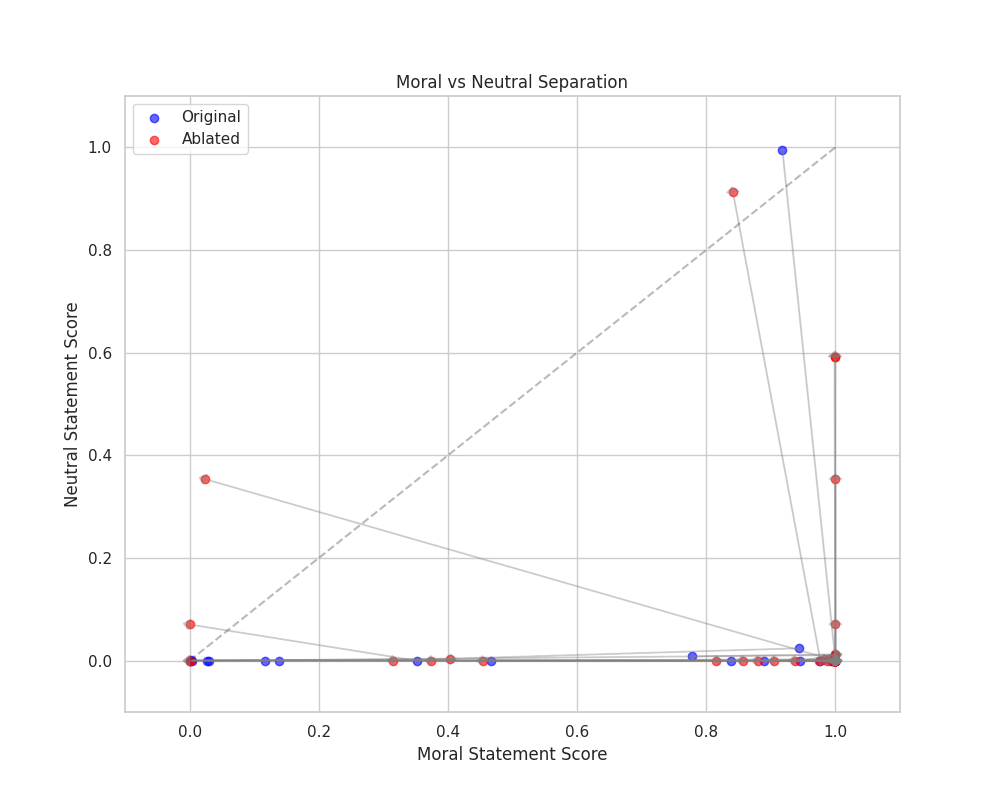 Moral vs Neutral Separation
Original
Ablated
1.0
0.8
0.6
0.4
0.2
0.0
Neutral Statement Score
0.0 0.2 0.4 0.6 0.8 1.0
Moral Statement Score